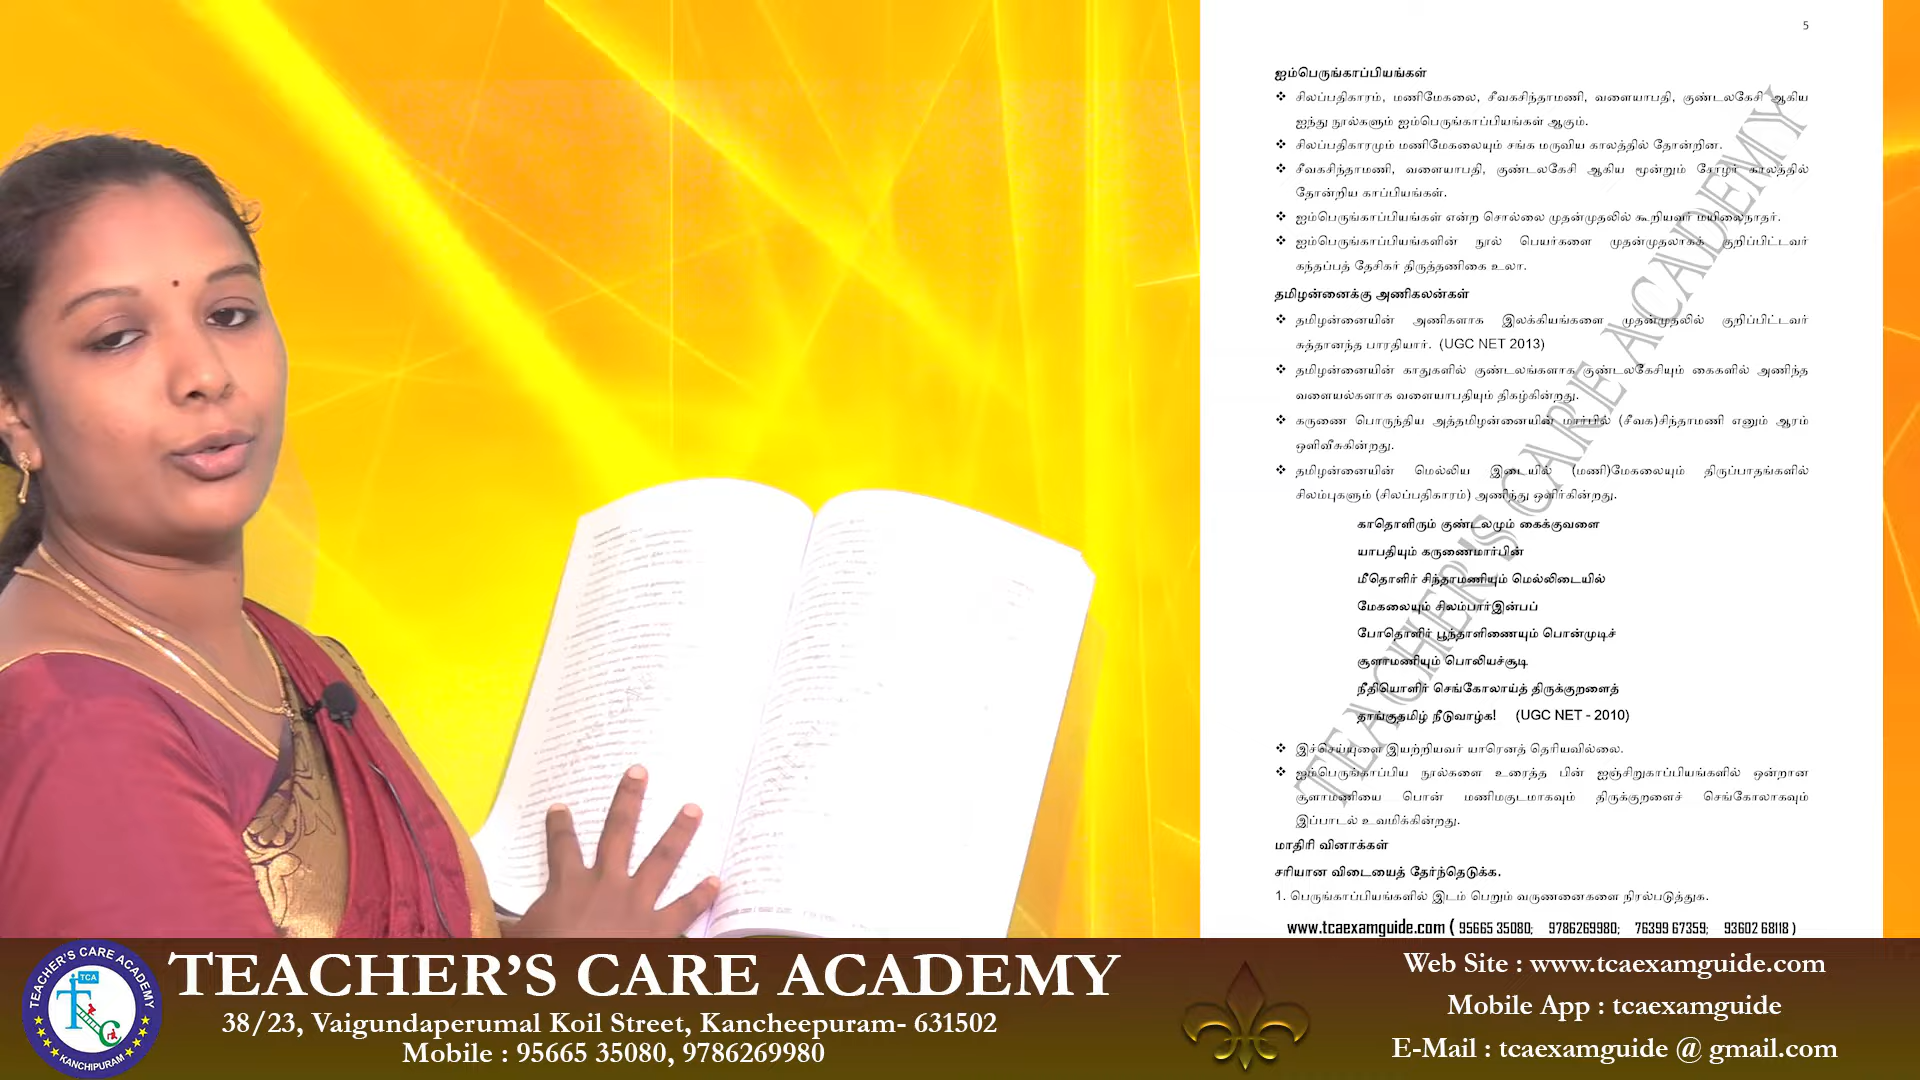 5
ஐம்பெருங்காப்பியங்கள்
❖ சிலப்பதிகாரம், மணிமேகலை, சீவகசிந்தாமணி, வளையாபதி, குண்டலகேசி ஆகிய
ஐந்து நூல்களும் ஐம்பெருங்காப்பியங்கள் ஆகும்.
❖ சிலப்பதிகாரமும் மணிமேகலையும் சங்க மருவிய காலத்தில் தோன்றின.
❖ சீவகசிந்தாமணி, வளையாபதி, குண்டலகேசி ஆகிய மூன்றும் சோழர் காலத்தில்
தோன்றிய காப்பியங்கள்.
❖ ஐம்பெருங்காப்பியங்கள் என்ற சொல்லை முதன்முதலில் கூறியவர் மயிலைநாதர்.
❖ ஐம்பெருங்காப்பியங்களின் நூல் பெயர்களை முதன்முதலாகக் குறிப்பிட்டவர்
கந்தப்பத் தேசிகர் திருத்தணிகை உலா.
தமிழன்னைக்கு அணிகலன்கள்
❖ தமிழன்னையின் அணிகளாக இலக்கியங்களை முதன்முதலில் குறிப்பிட்டவர்
சுத்தானந்த பாரதியார். (UGC NET 2013)
❖ தமிழன்னையின் காதுகளில் குண்டலங்களாக குண்டலகேசியும் கைகளில் அணிந்த
வளையல்களாக வளையாபதியும் திகழ்கின்றது.
❖ கருணை பொருந்திய அத்தமிழன்னையின் மார்பில் (சீவக)சிந்தாமணி எனும் ஆரம்
ஒளிவீசுகின்றது.
❖ தமிழன்னையின் மெல்லிய இடையில் (மணி)மேகலையும் திருப்பாதங்களில்
சிலம்புகளும் (சிலப்பதிகாரம்) அணிந்து ஒளிர்கின்றது.
காதொளிரும் குண்டலமும் கைக்குவளை
யாபதியும் கருணைமார்பின்
மீதொளிர் சிந்தாமணியும் மெல்லிடையில்
மேகலையும் சிலம்பார்இன்பப்
போதொளிர் பூந்தாளிணையும் பொன்முடிச்
சூளாமணியும் பொலியச்சூடி
நீதியொளிர் செங்கோலாய்த் திருக்குறளைத்
தாங்குதமிழ் நீடுவாழ்க! (UGC NET - 2010)
❖ இச்செய்யுளை இயற்றியவர் யாரெனத் தெரியவில்லை.
❖ ஐம்பெருங்காப்பிய நூல்களை உரைத்த பின் ஐஞ்சிறுகாப்பியங்களில் ஒன்றான
சூளாமணியை பொன் மணிமகுடமாகவும் திருக்குறளைச் செங்கோலாகவும்
இப்பாடல் உவமிக்கின்றது.
மாதிரி வினாக்கள்
சரியான விடையைத் தேர்ந்தெடுக்க.
1. பெருங்காப்பியங்களில் இடம் பெறும் வருணனைகளை நிரல்படுத்துக.
www.tcaexamguide.com ( 95665 35080; 9786269980; 76399 67359; 93602 68118 )
TEACHER'S CARE ACADEMY
TEACHER'S CARE ACADEMY
TCA
KANCHIPURAM
TEACHER'S CARE ACADEMY
38/23, Vaigundaperumal Koil Street, Kancheepuram- 631502
Mobile : 95665 35080, 9786269980
Web Site : www.tcaexamguide.com
Mobile App : tcaexamguide
E-Mail : tcaexamguide @ gmail.com